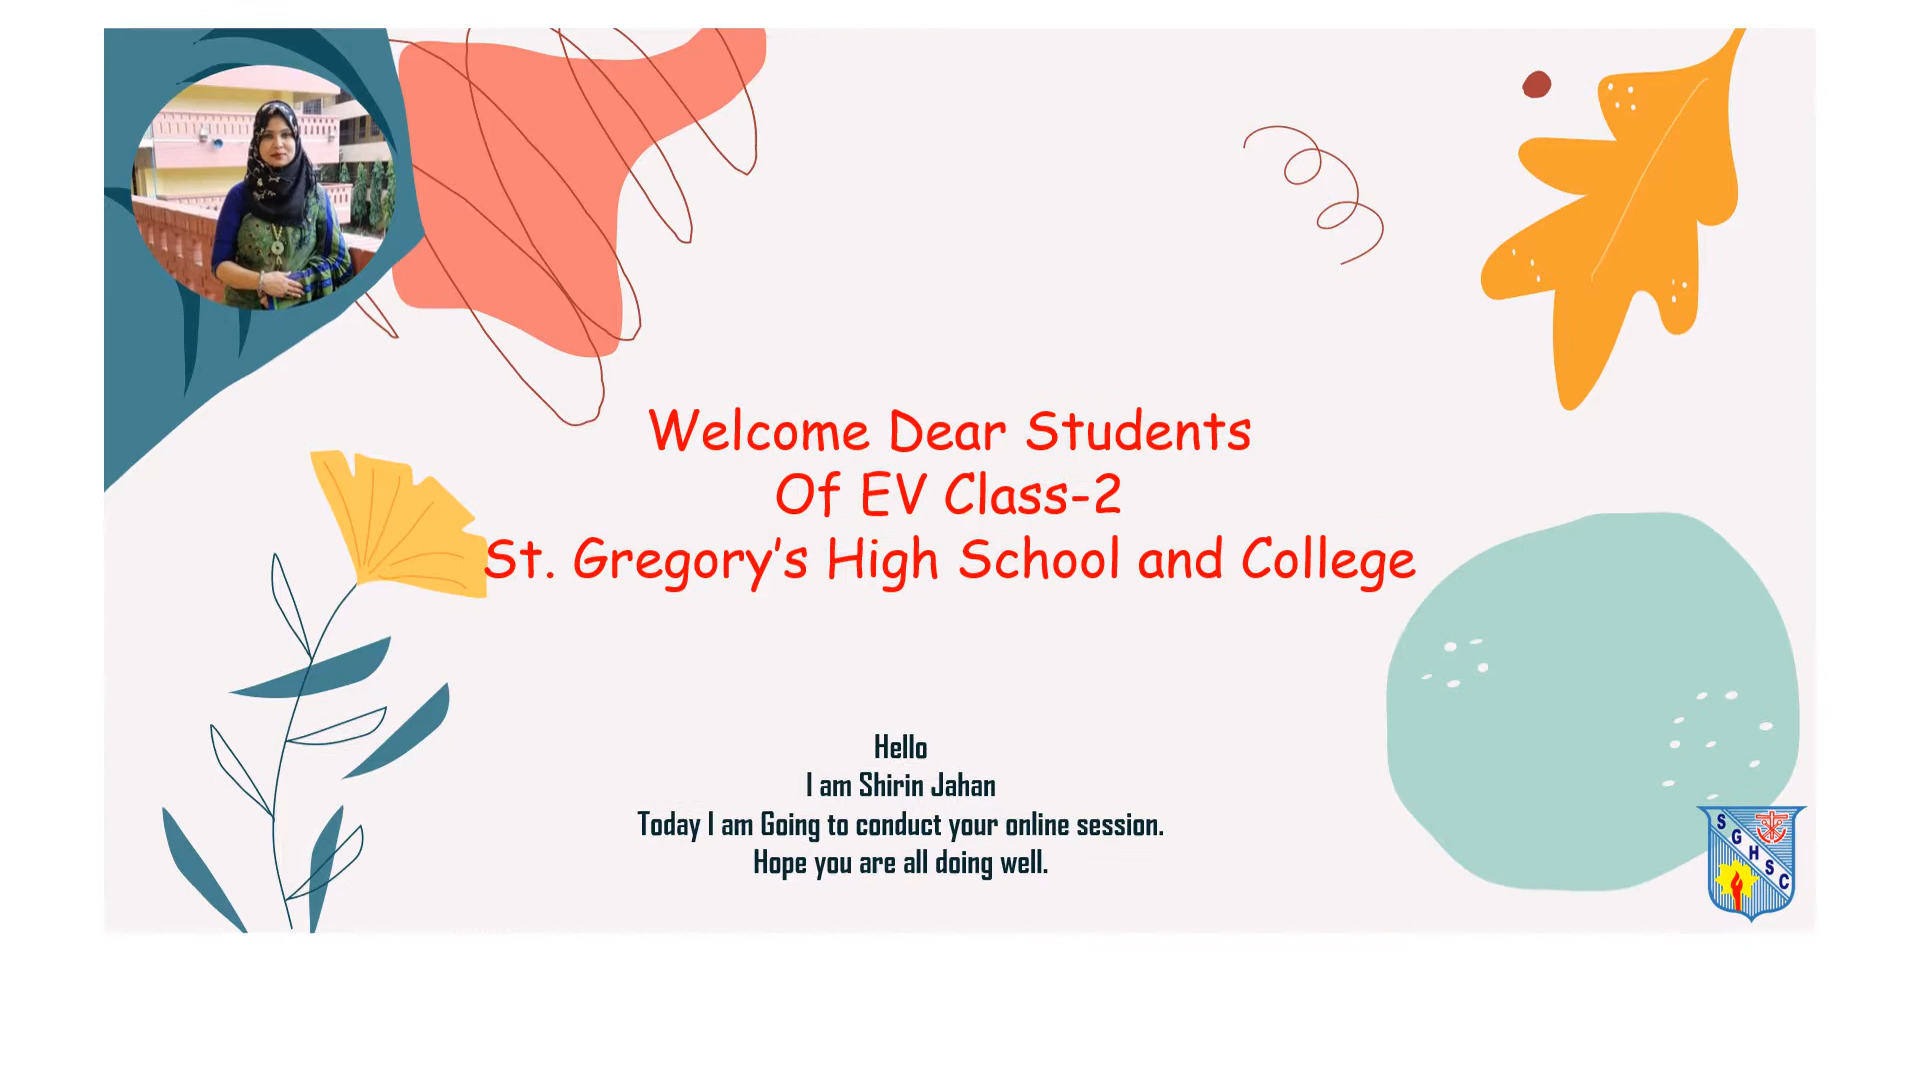 Welcome Dear Students
Of EV Class-2
St. Gregory's High School and College
Hello
I am Shirin Jahan
Today I am Going to conduct your online session.
Hope you are all doing well.
SGHSC